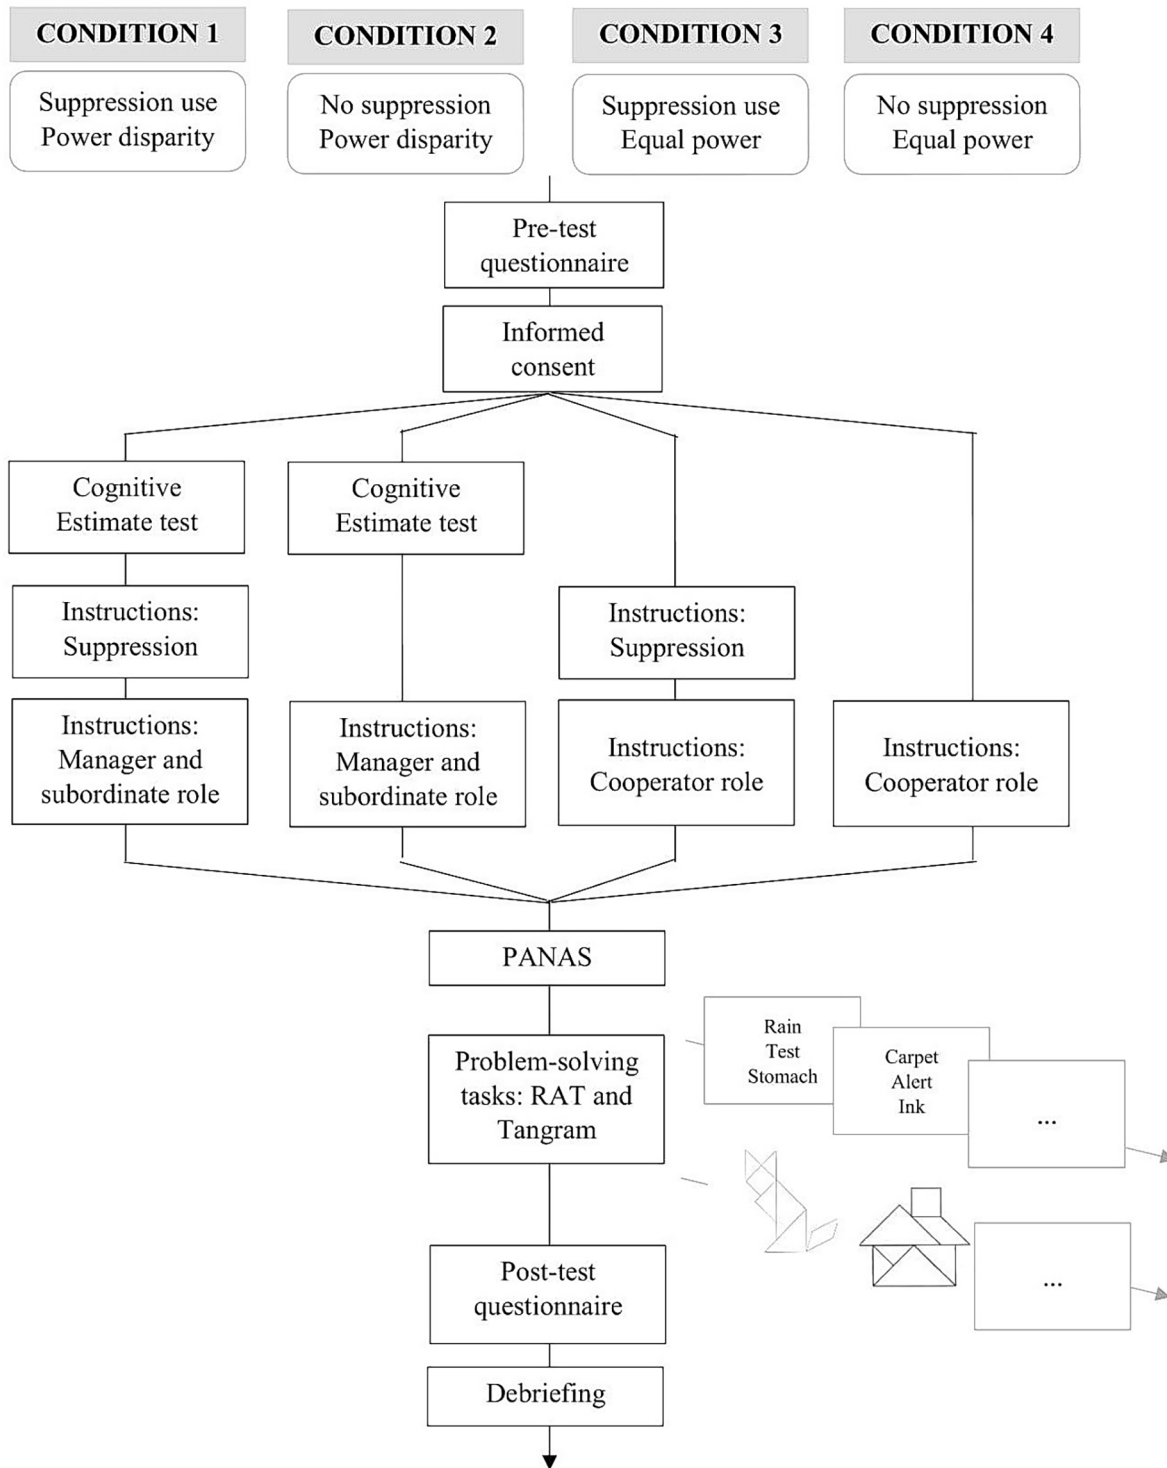 CONDITION 1
CONDITION 2
CONDITION 3
CONDITION 4
Suppression use
Power disparity
No suppression
Power disparity
Suppression use
Equal power
No suppression
Equal power
Pre-test
questionnaire
Informed
consent
Cognitive
Estimate test
Cognitive
Estimate test
Instructions:
Suppression
Instructions:
Suppression
Instructions:
Manager and
subordinate role
Instructions:
Manager and
subordinate role
Instructions:
Cooperator role
Instructions:
Cooperator role
PANAS
Problem-solving
tasks: RAT and
Tangram
Rain
Test
Stomach
Carpet
Alert
Ink
...
...
Post-test
questionnaire
Debriefing